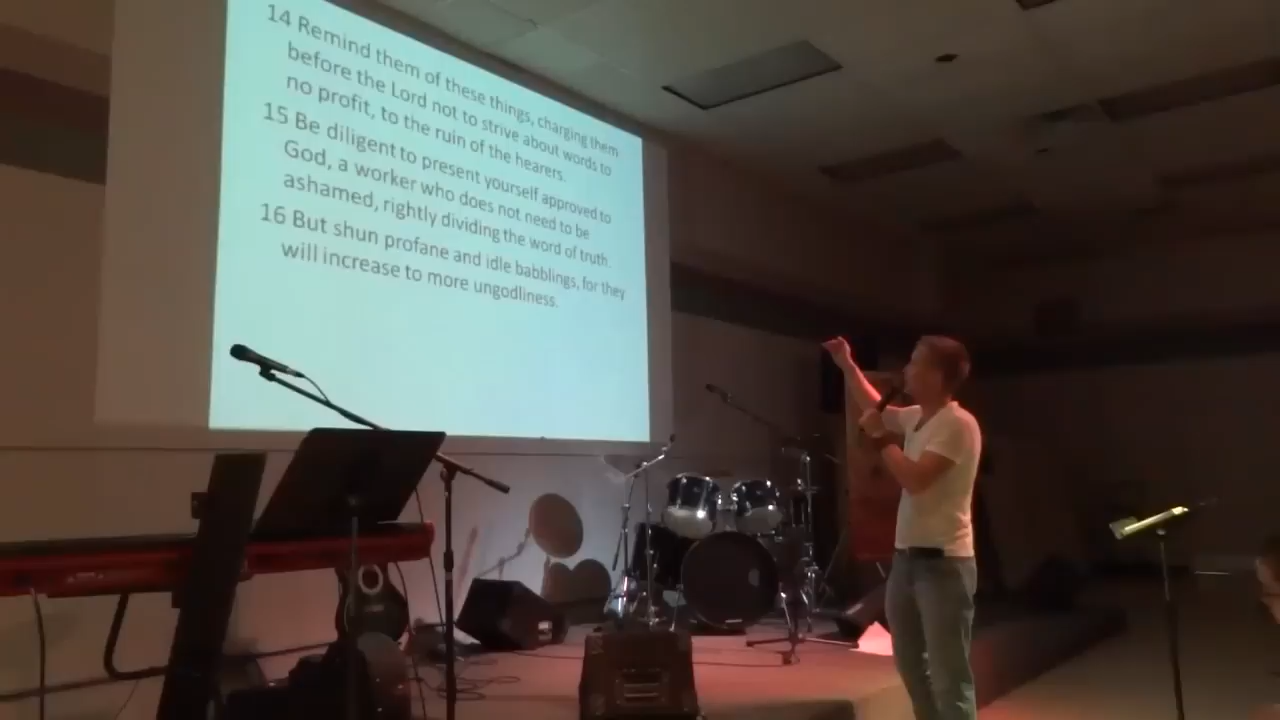 14 Remind them of these things, charging them
before the Lord not to strive about words to
no profit, to the ruin of the hearers.
15 Be diligent to present yourself approved to
God, a worker who does not need to be
ashamed, rightly dividing the word of truth.
16 But shun profane and idle babblings, for they
will increase to more ungodliness.